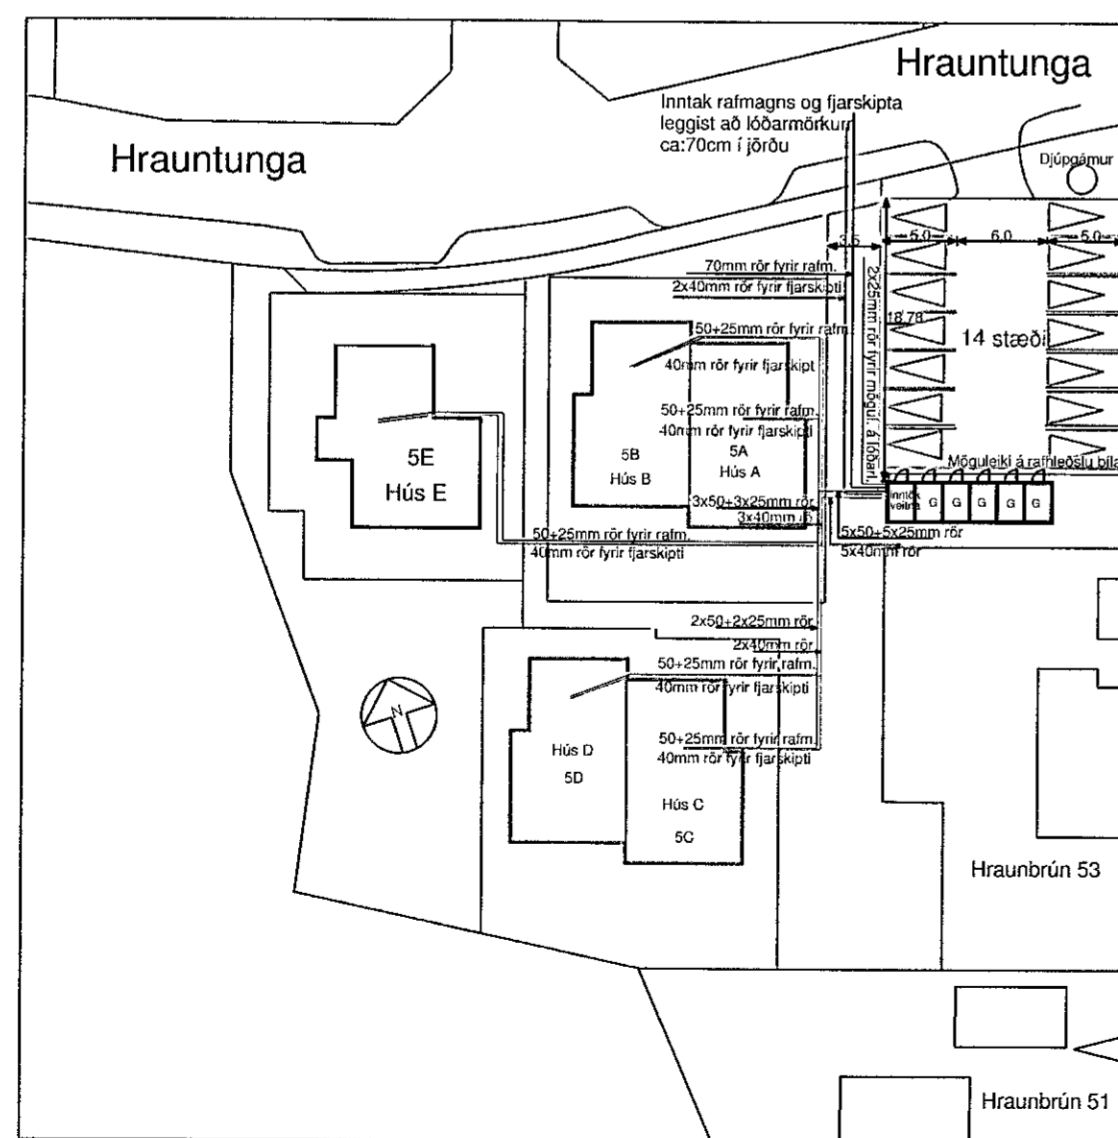 Hrauntunga
Inntak rafmagns og fjarskipta
leggist að lóðarmörkum
ca:70cm í jörðu
Hrauntunga
Djúpgámur
3.5
5.0
6.0
5.0
70mm rör fyrir rafm.
2x40mm rör fyrir fjarskipti
2x25mm rör fyrir mögul. á lóðarl.
18.78
14 stæði
50+25mm rör fyrir rafm.
40mm rör fyrir fjarskipt
50+25mm rör fyrir rafm.
40mm rör fyrir fjarskipti
5E
Hús E
5B
Hús B
5A
Hús A
Möguleiki á rafhleðslu bíla
Inntök
veitna
G
G
G
G
G
3x50+3x25mm rör
3x40mm rö
50+25mm rör fyrir rafm.
40mm rör fyrir fjarskipti
5x50+5x25mm rör
5x40mm rör
2x50+2x25mm rör
2x40mm rör
50+25mm rör fyrir rafm.
40mm rör fyrir fjarskipti
N
50+25mm rör fyrir rafm.
40mm rör fyrir fjarskipti
Hús D
5D
Hús C
5C
Hraunbrún 53
Hraunbrún 51